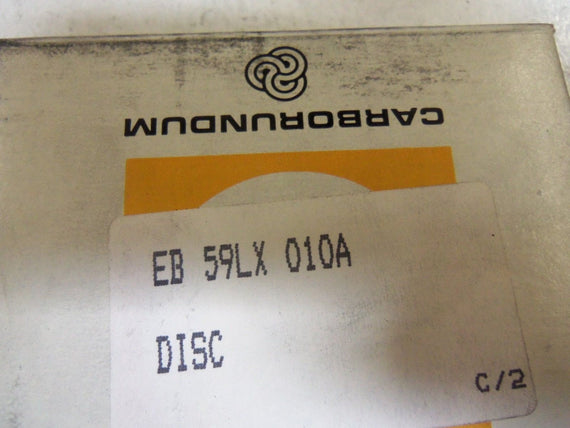 CARBORUNDUM
EB 59LX 010A
DISC
C/2